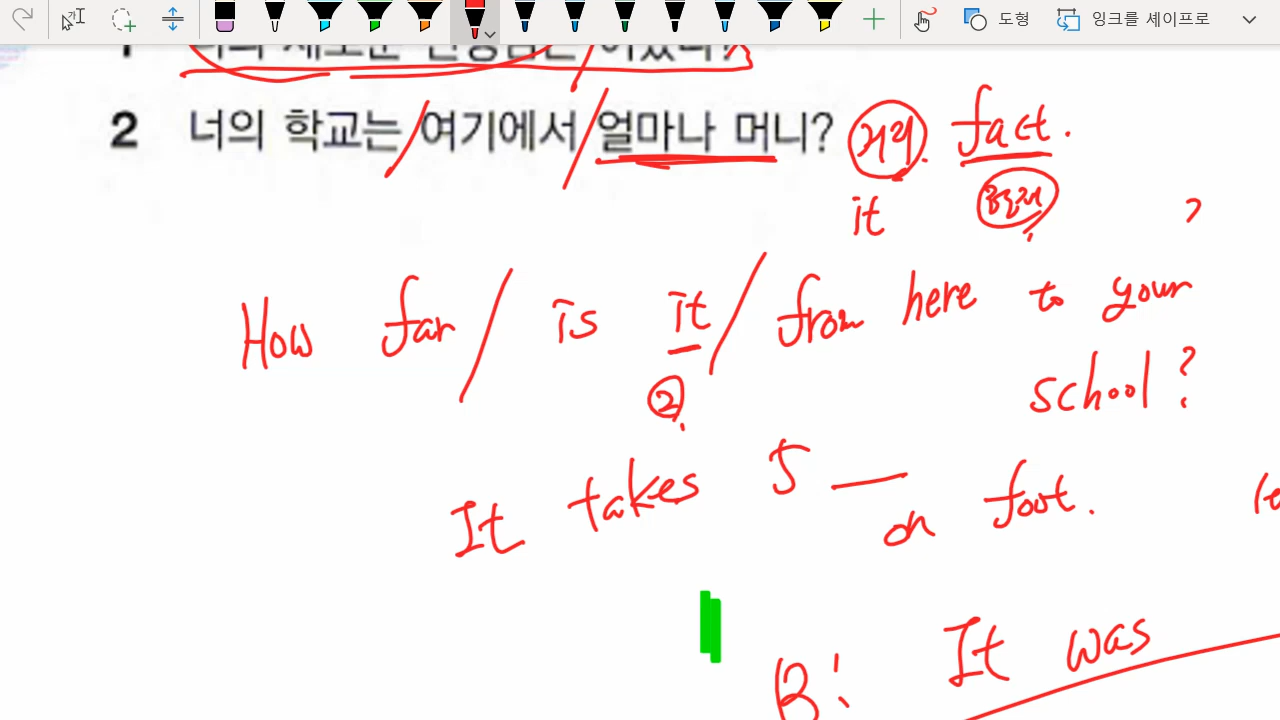 도형
잉크를 셰이프로
2 너의 학교는 여기에서 얼마나 머니? 거리. fact.
it 현재
?
How far is it from here to your
school?
②
It takes 5 on foot.
B: It was